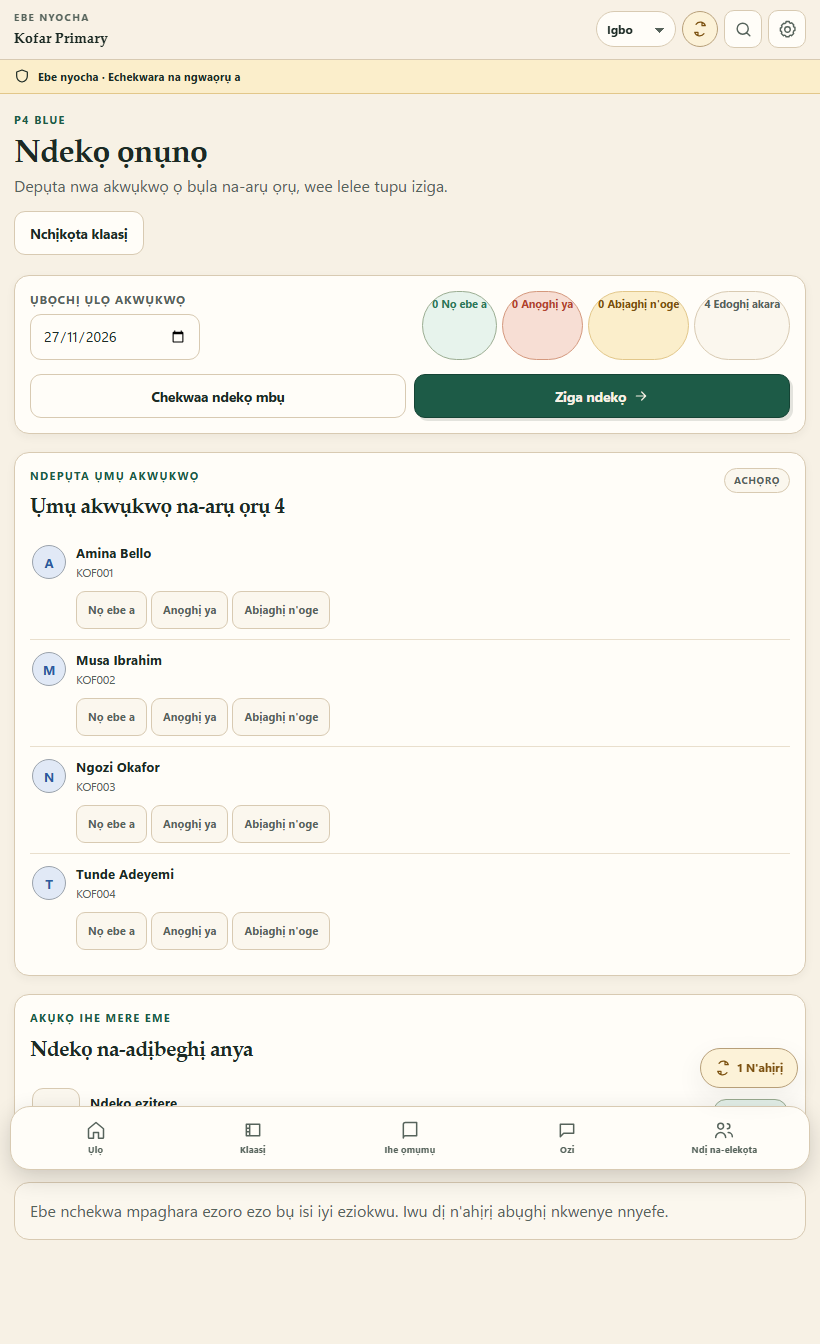 EBE NYOCHA
Kofar Primary
Igbo
Ebe nyocha · Echekwara na ngwaọrụ a
P4 BLUE
Ndekọ ọnụnọ
Depụta nwa akwụkwọ ọ bụla na-arụ ọrụ, wee lelee tupu iziga.
Nchịkọta klaasị
ỤBỌCHỊ ỤLỌ AKWỤKWỌ
27/11/2026
0 Nọ ebe a
0 Anọghị ya
0 Abịaghị n'oge
4 Edoghị akara
Chekwaa ndekọ mbụ
Ziga ndekọ
NDEPỤTA ỤMỤ AKWỤKWỌ
Ụmụ akwụkwọ na-arụ ọrụ 4
ACHỌRỌ
A
Amina Bello
KOF001
Nọ ebe a
Anọghị ya
Abịaghị n'oge
M
Musa Ibrahim
KOF002
Nọ ebe a
Anọghị ya
Abịaghị n'oge
N
Ngozi Okafor
KOF003
Nọ ebe a
Anọghị ya
Abịaghị n'oge
T
Tunde Adeyemi
KOF004
Nọ ebe a
Anọghị ya
Abịaghị n'oge
AKỤKỌ IHE MERE EME
Ndekọ na-adịbeghị anya
1 N'ahịrị
Ndekọ ezitere
Ụlọ
Klaasị
Ihe ọmụmụ
Ozi
Ndị na-elekọta
Ebe nchekwa mpaghara ezoro ezo bụ isi iyi eziokwu. Iwu dị n'ahịrị abụghị nkwenye nnyefe.